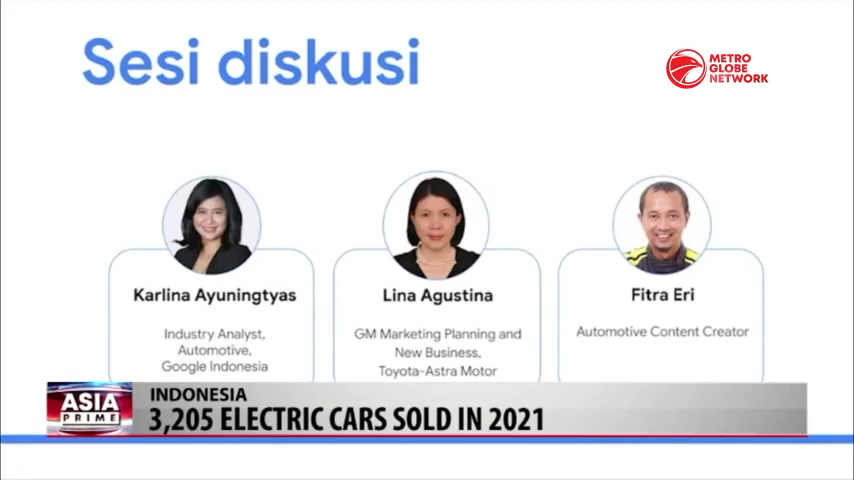 Sesi diskusi
METRO
GLOBE
NETWORK
Karlina Ayuningtyas
Industry Analyst,
Automotive,
Google Indonesia
Lina Agustina
GM Marketing Planning and
New Business,
Toyota-Astra Motor
Fitra Eri
Automotive Content Creator
ASIA
PRIME
INDONESIA
3,205 ELECTRIC CARS SOLD IN 2021